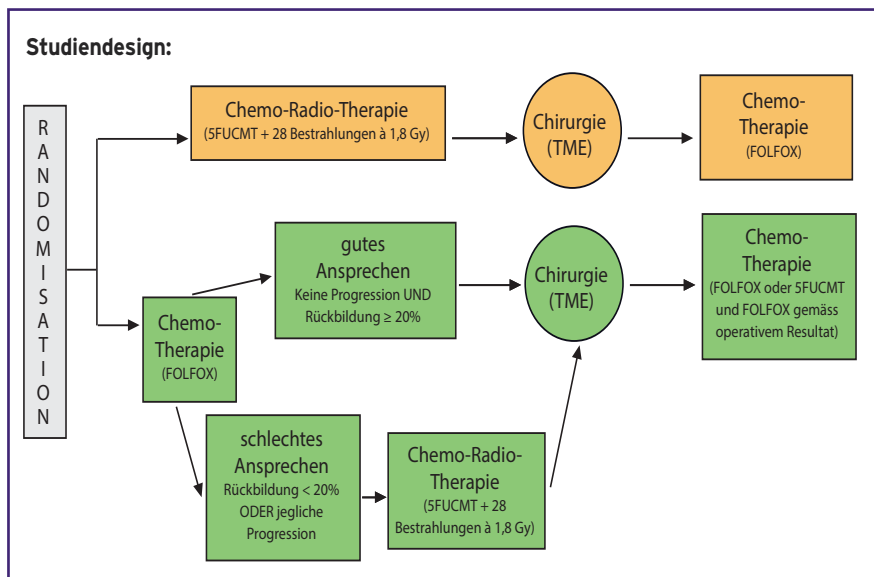 Studiendesign:
RANDOMISATION
Chemo-Radio-Therapie
(5FUCMT + 28 Bestrahlungen à 1,8 Gy)
Chirurgie
(TME)
Chemo-
Therapie
(FOLFOX)
Chemo-
Therapie
(FOLFOX)
gutes
Ansprechen
Keine Progression UND
Rückbildung ≥ 20%
Chirurgie
(TME)
Chemo-
Therapie
(FOLFOX oder 5FUCMT
und FOLFOX gemäss
operativem Resultat)
schlechtes
Ansprechen
Rückbildung < 20%
ODER jegliche
Progression
Chemo-Radio-
Therapie
(5FUCMT + 28
Bestrahlungen à 1,8 Gy)